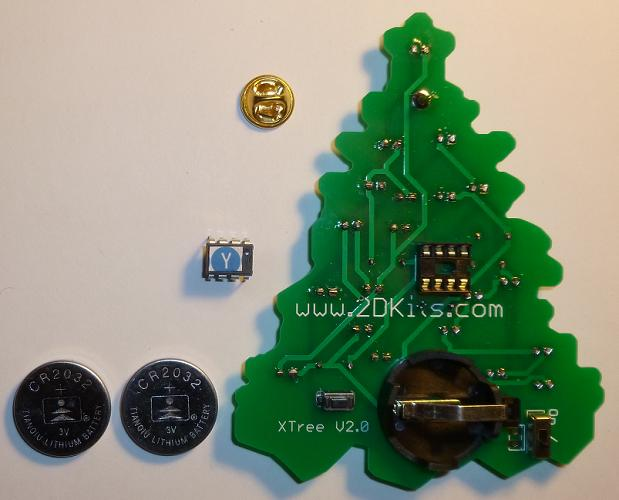 Y
www.2DKits.com
CR2032
+
3V
TIANQIU LITHIUM BATTERY
CR2032
+
3V
TIANQIU LITHIUM BATTERY
XTree V2.0